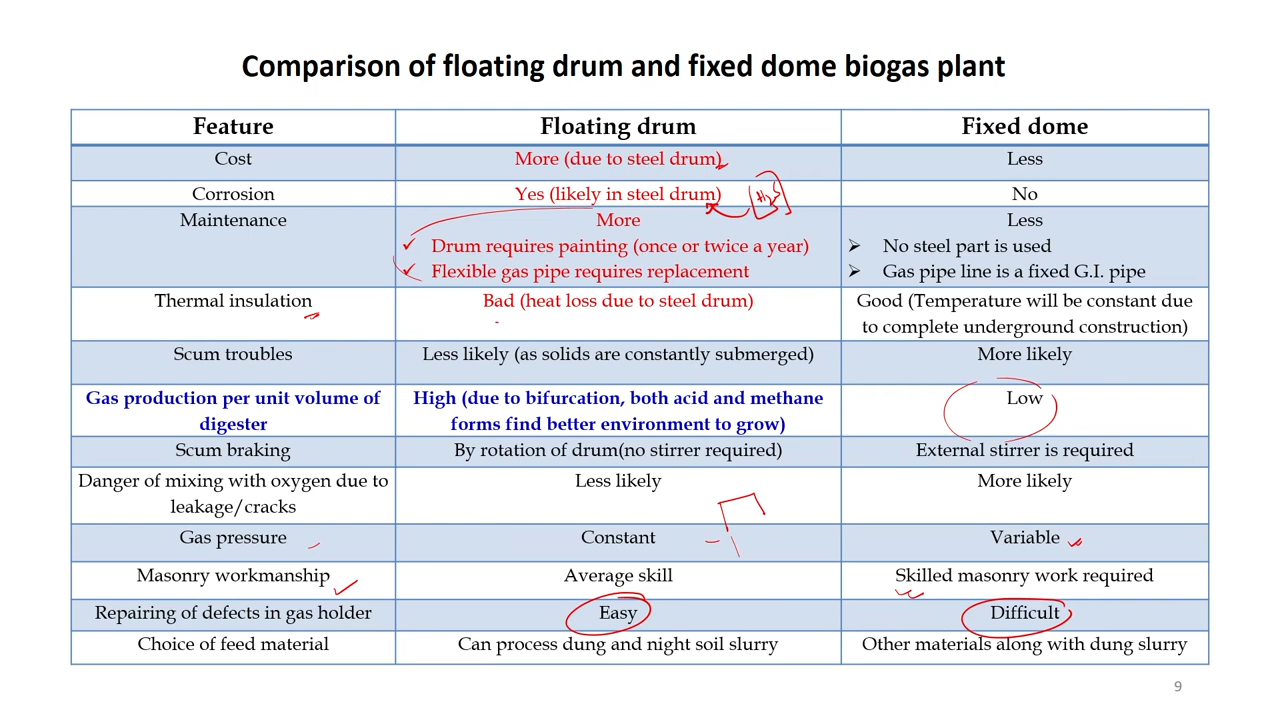 Comparison of floating drum and fixed dome biogas plant
Feature Floating drum Fixed dome
Cost More (due to steel drum) Less
Corrosion Yes (likely in steel drum) No
Maintenance More Less
✓ Drum requires painting (once or twice a year) ➢ No steel part is used
✓ Flexible gas pipe requires replacement ➢ Gas pipe line is a fixed G.I. pipe
Thermal insulation Bad (heat loss due to steel drum) Good (Temperature will be constant due
to complete underground construction)
Scum troubles Less likely (as solids are constantly submerged) More likely
Gas production per unit volume of High (due to bifurcation, both acid and methane Low
digester forms find better environment to grow)
Scum braking By rotation of drum(no stirrer required) External stirrer is required
Danger of mixing with oxygen due to Less likely More likely
leakage/cracks
Gas pressure Constant Variable
Masonry workmanship Average skill Skilled masonry work required
Repairing of defects in gas holder Easy Difficult
Choice of feed material Can process dung and night soil slurry Other materials along with dung slurry
9